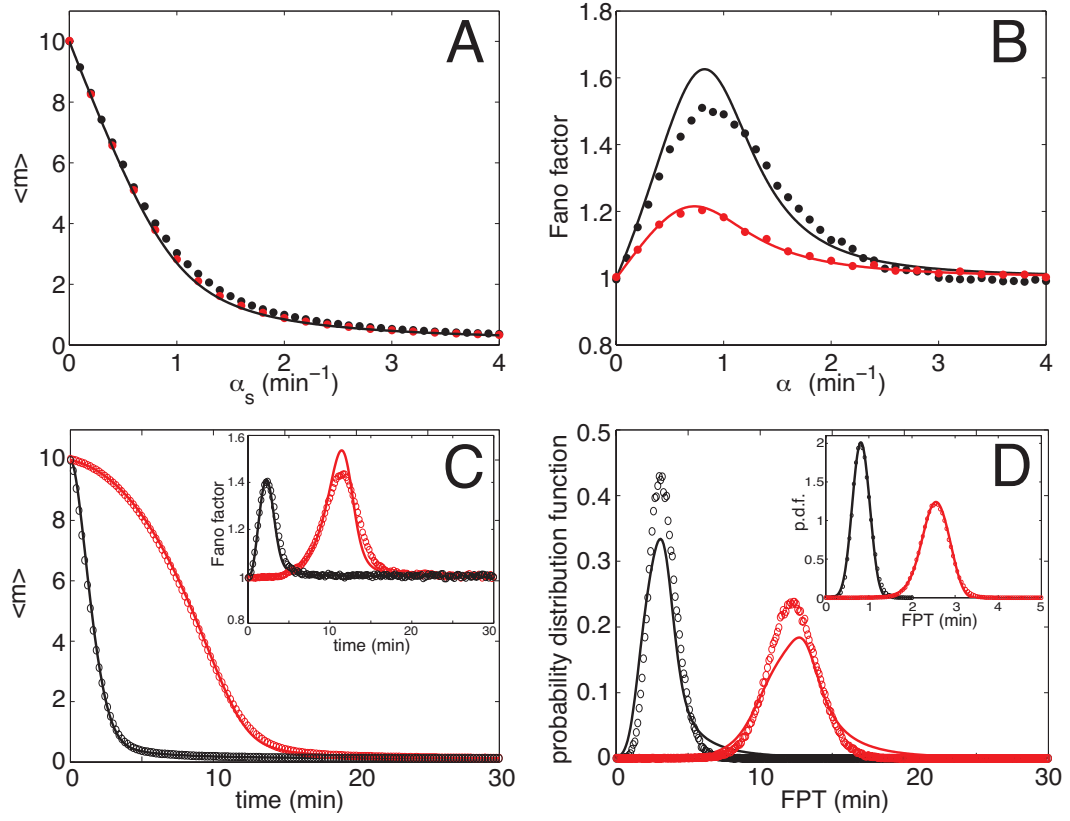 A
10
8
6
4
2
0
<m>
0 1 2 3 4
α_s (min⁻¹)
B
1.8
1.6
1.4
1.2
1
0.8
Fano factor
0 1 2 3 4
α (min⁻¹)
C
10
8
6
4
2
0
<m>
0 10 20 30
time (min)
1.6
1.4
1.2
1
0.8
Fano factor
0 10 20 30
time (min)
D
0.5
0.4
0.3
0.2
0.1
0
probability distribution function
0 10 20 30
FPT (min)
2
1.5
1
0.5
0
p.d.f.
0 1 2 3 4 5
FPT (min)